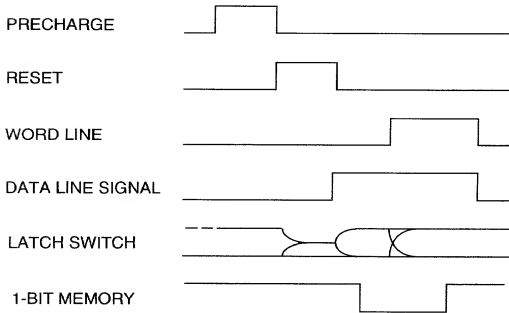 PRECHARGE
RESET
WORD LINE
DATA LINE SIGNAL
LATCH SWITCH
1-BIT MEMORY